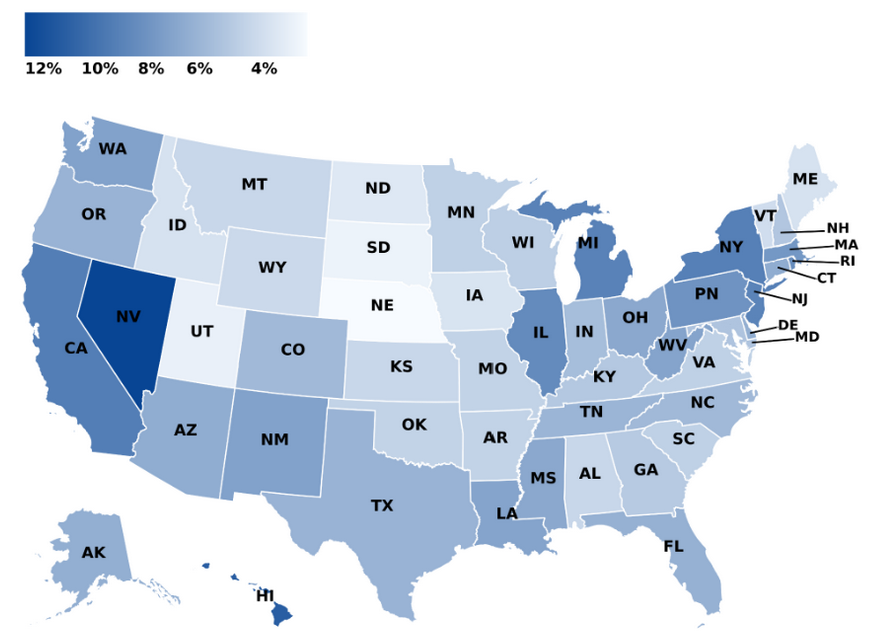 12% 10% 8% 6% 4%
WA
MT
ND
MN
ME
OR
ID
SD
WI
MI
NY
VT
NH
MA
RI
CT
WY
NV
UT
NE
IA
IL
IN
OH
PN
NJ
DE
MD
CA
CO
KS
MO
KY
WV
VA
AZ
NM
OK
AR
TN
NC
SC
TX
LA
MS
AL
GA
FL
AK
HI